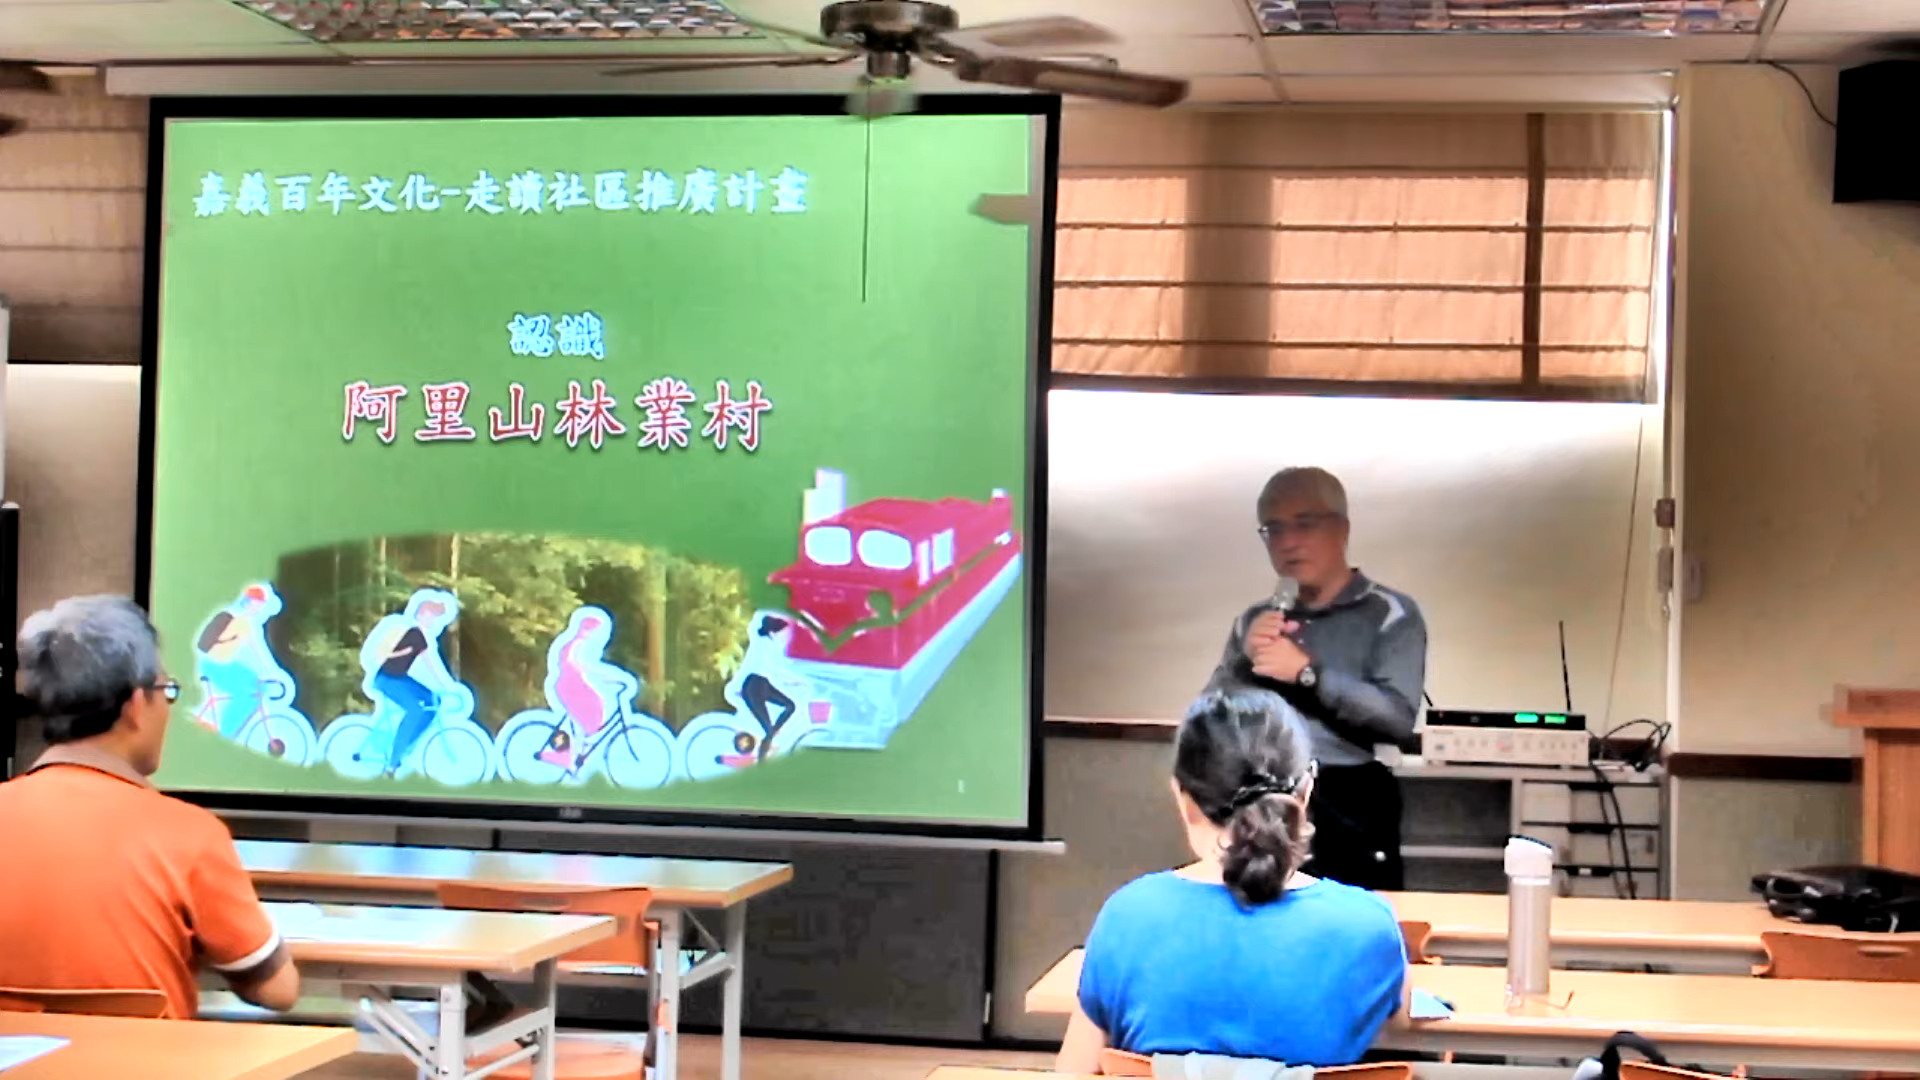 嘉義百年文化-走讀社區推廣計畫
認識
阿里山林業村
1